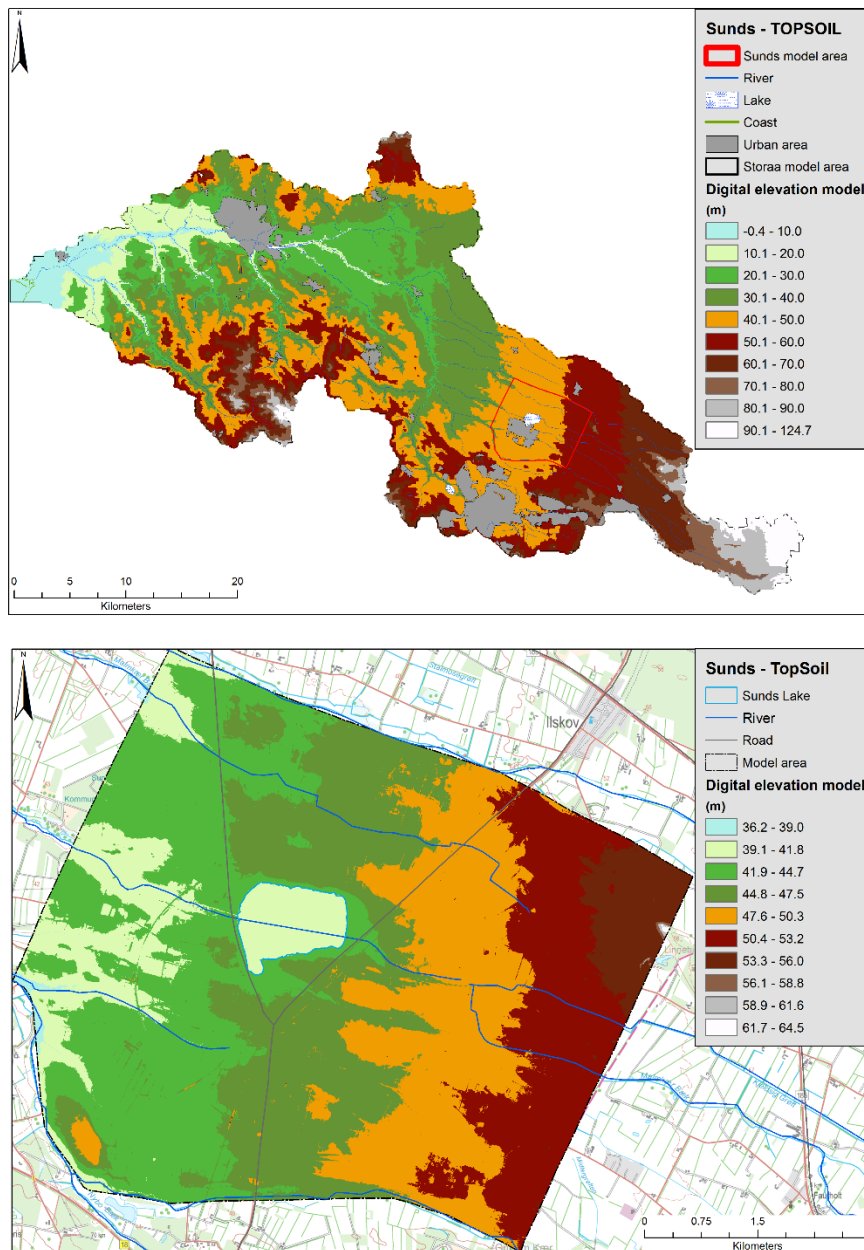 N
Sunds - TOPSOIL
Sunds model area
River
Lake
Coast
Urban area
Storaa model area
Digital elevation model
(m)
-0.4 - 10.0
10.1 - 20.0
20.1 - 30.0
30.1 - 40.0
40.1 - 50.0
50.1 - 60.0
60.1 - 70.0
70.1 - 80.0
80.1 - 90.0
90.1 - 124.7
0 5 10 20
Kilometers
N
Sunds - TopSoil
Sunds Lake
River
Road
Model area
Digital elevation model
(m)
36.2 - 39.0
39.1 - 41.8
41.9 - 44.7
44.8 - 47.5
47.6 - 50.3
50.4 - 53.2
53.3 - 56.0
56.1 - 58.8
58.9 - 61.6
61.7 - 64.5
Ilskov
0 0.75 1.5
Kilometers